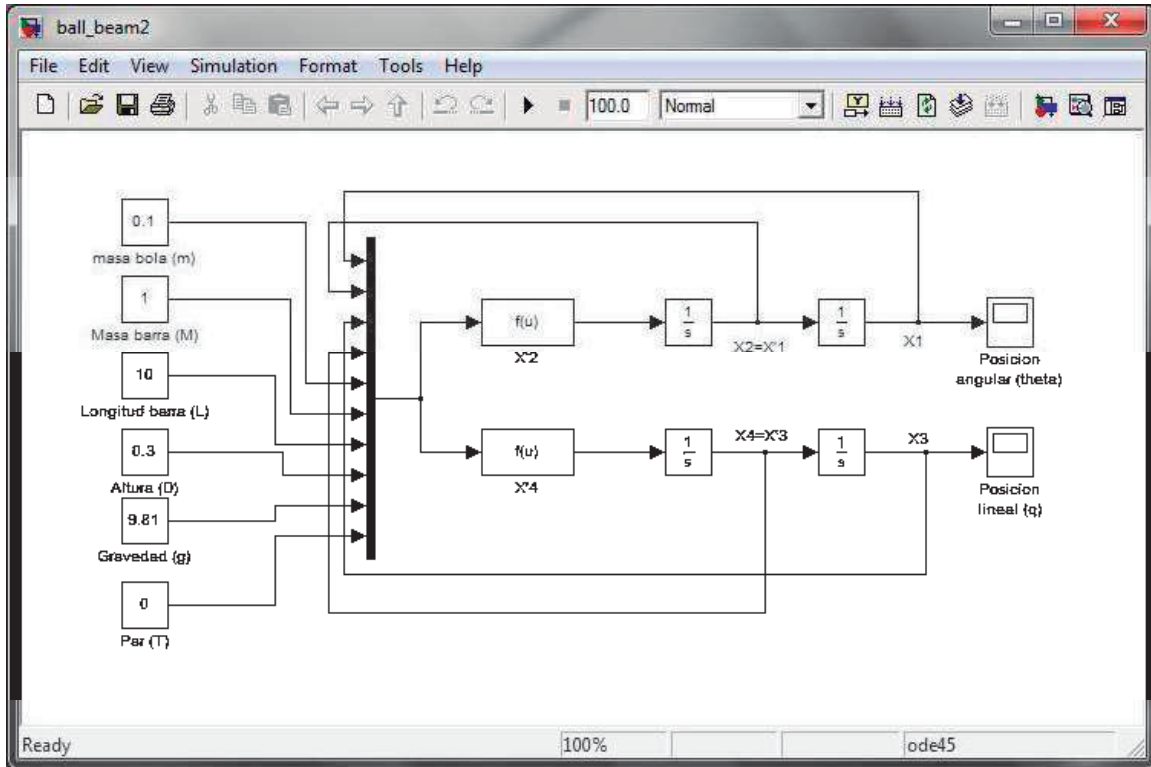 ball_beam2
File Edit View Simulation Format Tools Help
100.0 Normal
0.1
masa bola (m)
1
Masa barra (M)
10
Longitud barra (L)
0.3
Altura (D)
9.81
Gravedad (g)
0
Par (T)
f(u)
X'2
1
s
X2=X'1
1
s
X1
Posicion
angular (theta)
f(u)
X'4
1
s
X4=X'3
1
s
X3
Posicion
lineal (q)
Ready 100% ode45